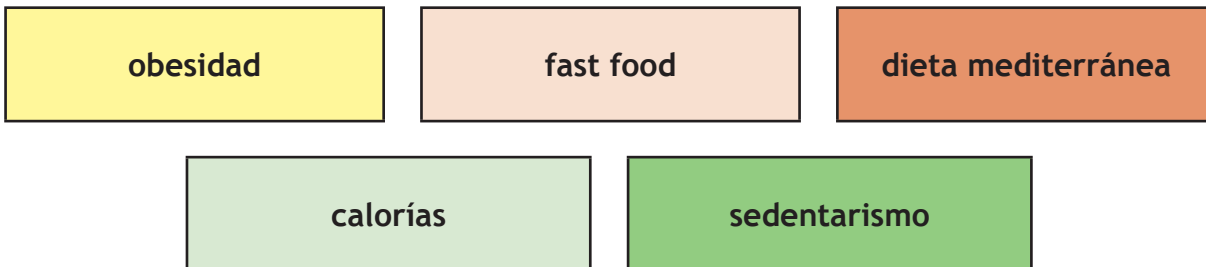 obesidad
fast food
dieta mediterránea
calorías
sedentarismo